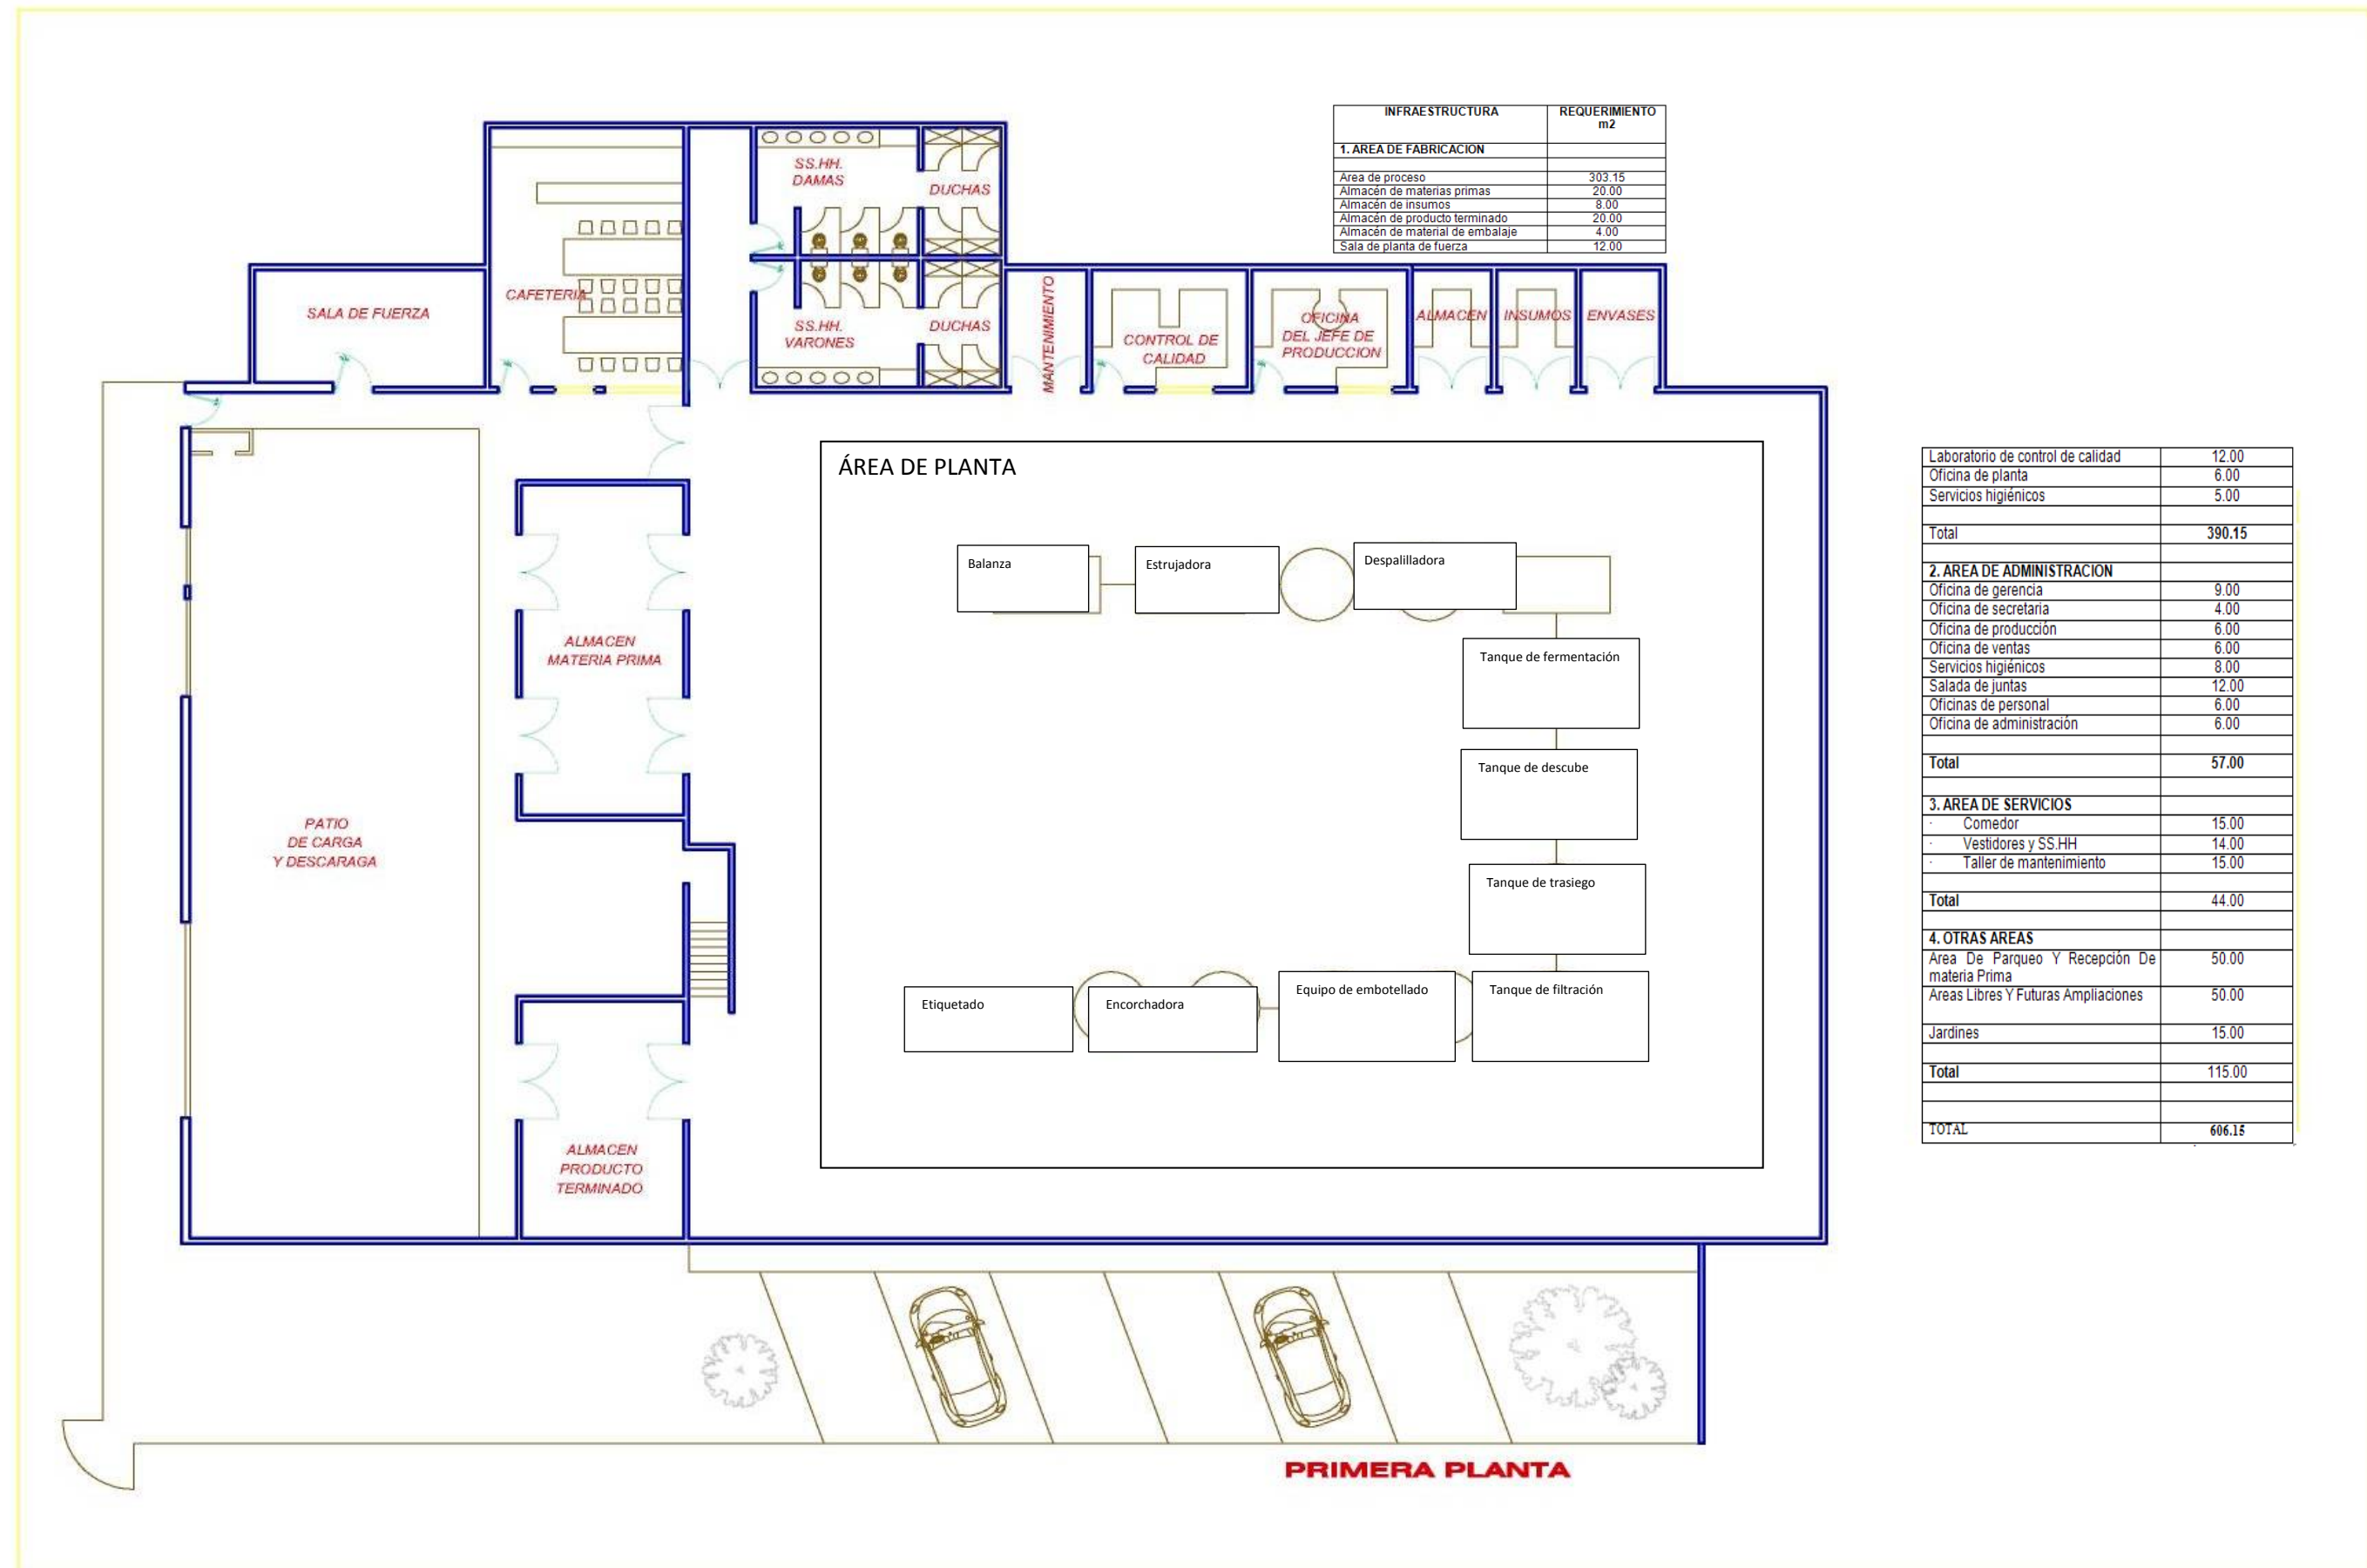 INFRAESTRUCTURA REQUERIMIENTO
m2
1. AREA DE FABRICACION
Area de proceso 303.15
Almacén de materias primas 20.00
Almacén de insumos 8.00
Almacén de producto terminado 20.00
Almacén de material de embalaje 4.00
Sala de planta de fuerza 12.00
SS.HH.
DAMAS
DUCHAS
SALA DE FUERZA
CAFETERIA
SS.HH.
VARONES
DUCHAS
MANTENIMIENTO
CONTROL DE
CALIDAD
OFICINA
DEL JEFE DE
PRODUCCION
ALMACEN
INSUMOS
ENVASES
ÁREA DE PLANTA
Balanza
Estrujadora
Despalilladora
Tanque de fermentación
Tanque de descube
Tanque de trasiego
Tanque de filtración
Equipo de embotellado
Encorchadora
Etiquetado
ALMACEN
MATERIA PRIMA
PATIO
DE CARGA
Y DESCARAGA
ALMACEN
PRODUCTO
TERMINADO
Laboratorio de control de calidad 12.00
Oficina de planta 6.00
Servicios higiénicos 5.00
Total 390.15
2. AREA DE ADMINISTRACION
Oficina de gerencia 9.00
Oficina de secretaria 4.00
Oficina de producción 6.00
Oficina de ventas 6.00
Servicios higiénicos 8.00
Salada de juntas 12.00
Oficinas de personal 6.00
Oficina de administración 6.00
Total 57.00
3. AREA DE SERVICIOS
· Comedor 15.00
· Vestidores y SS.HH 14.00
· Taller de mantenimiento 15.00
Total 44.00
4. OTRAS AREAS
Area De Parqueo Y Recepción De 50.00
materia Prima
Areas Libres Y Futuras Ampliaciones 50.00
Jardines 15.00
Total 115.00
TOTAL 606.15
PRIMERA PLANTA